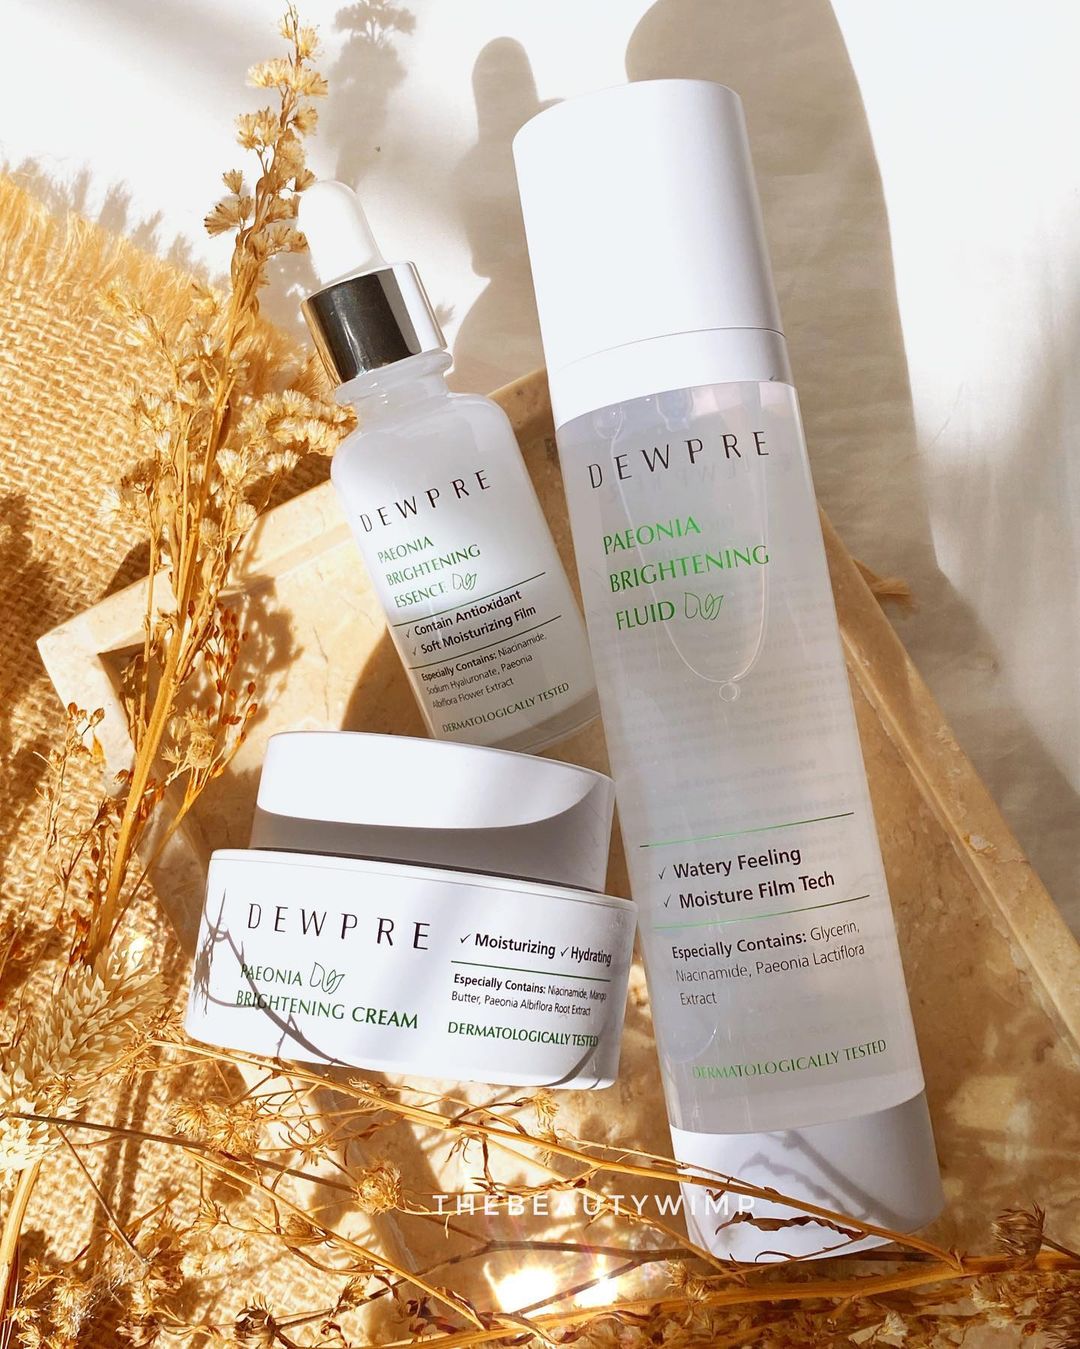 DEWPRE
PAEONIA
BRIGHTENING
ESSENCE
✓ Contain Antioxidant
✓ Soft Moisturizing Film
Especially Contains: Niacinamide,
Sodium Hyaluronate, Paeonia
Albiflora Flower Extract
DERMATOLOGICALLY TESTED
DEWPRE
PAEONIA
BRIGHTENING
FLUID
✓ Watery Feeling
✓ Moisture Film Tech
Especially Contains: Glycerin,
Niacinamide, Paeonia Lactiflora
Extract
DERMATOLOGICALLY TESTED
DEWPRE
PAEONIA
BRIGHTENING CREAM
✓ Moisturizing ✓ Hydrating
Especially Contains: Niacinamide, Mango
Butter, Paeonia Albiflora Root Extract
DERMATOLOGICALLY TESTED
THEBEAUTYWIMP